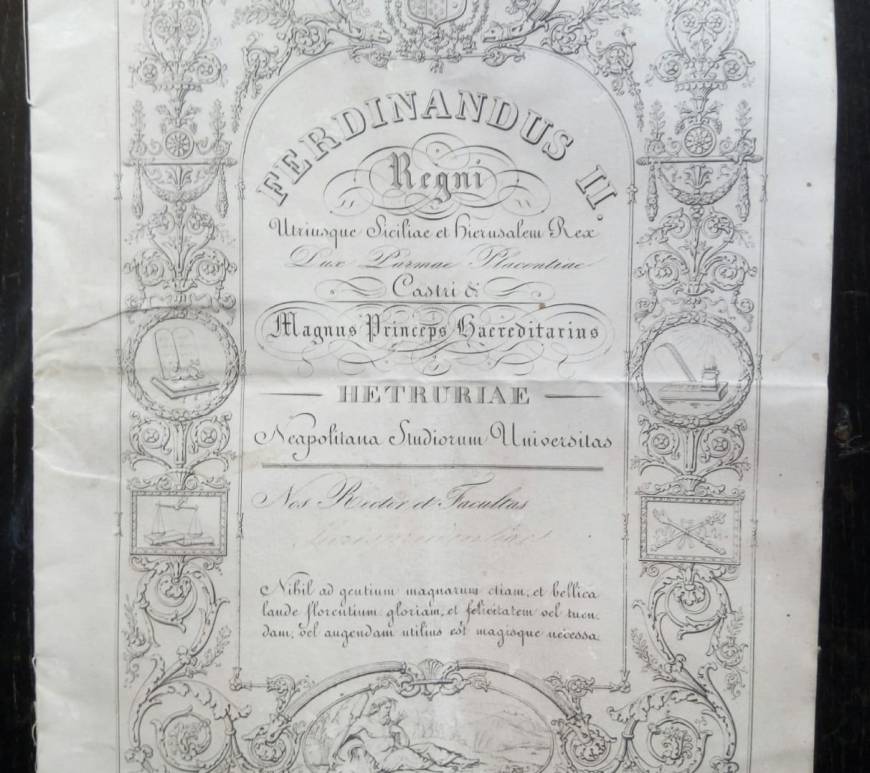 FERDINANDUS II.
Regni
Utriusque Siciliae et hierusalem Rex
Dux Parmae Placentiae
Castri &
Magnus Princeps Haereditarius
HETRURIAE
Neapolitana Studiorum Universitas
Nos Rector et Facultas
Nihil ad gentium magnarum etiam, et bellica
laude florentium gloriam, et felicitatem vel tuen-
dam, vel augendam utilius est magisque necessa